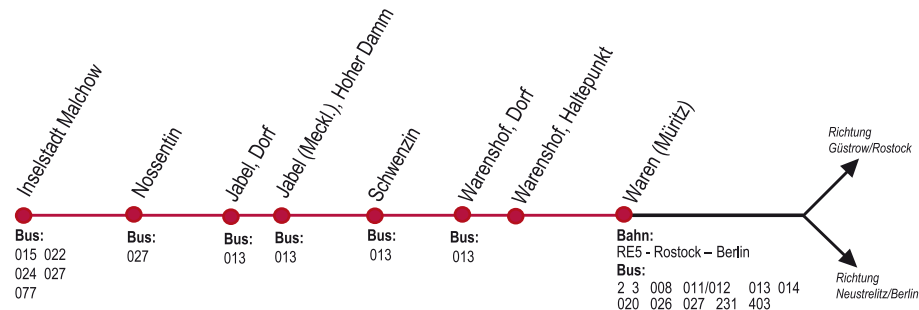 Inselstadt Malchow
Nossentin
Jabel, Dorf
Jabel (Meckl.), Hoher Damm
Schwenzin
Warenshof, Dorf
Warenshof, Haltepunkt
Waren (Müritz)
Richtung
Güstrow/Rostock
Bus:
015 022
024 027
077
Bus:
027
Bus:
013
Bus:
013
Bus:
013
Bus:
013
Bahn:
RE5 - Rostock – Berlin
Bus:
2 3 008 011/012 013 014
020 026 027 231 403
Richtung
Neustrelitz/Berlin